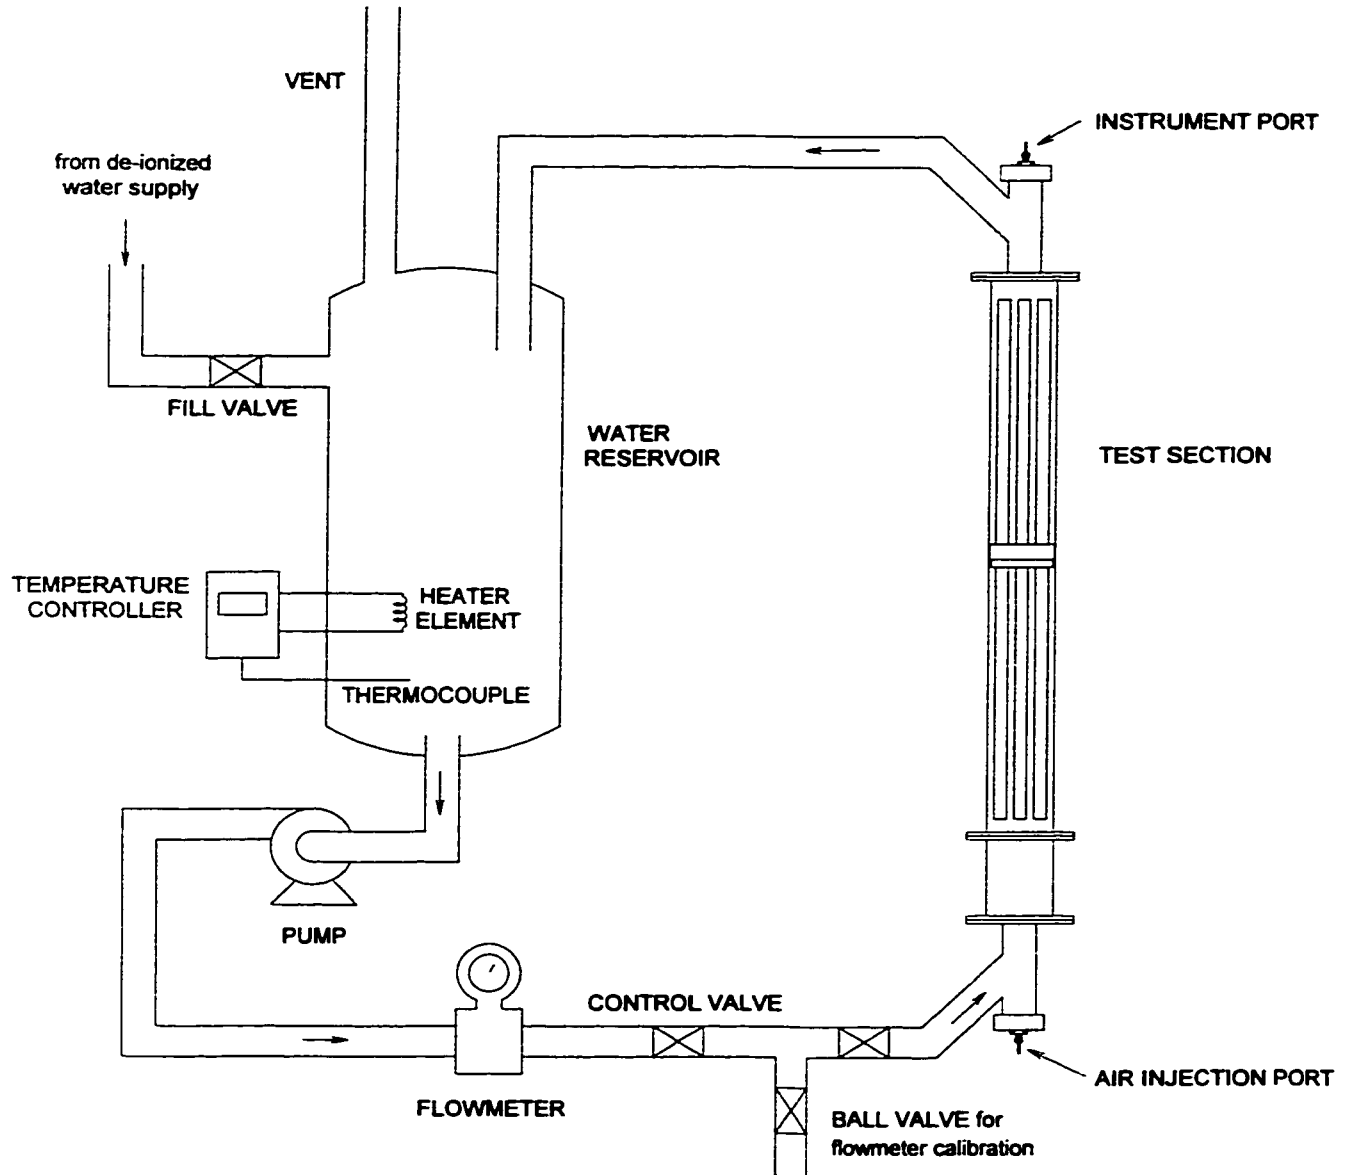 VENT
INSTRUMENT PORT
from de-ionized
water supply
FILL VALVE
WATER
RESERVOIR
TEST SECTION
TEMPERATURE
CONTROLLER
HEATER
ELEMENT
THERMOCOUPLE
PUMP
CONTROL VALVE
FLOWMETER
AIR INJECTION PORT
BALL VALVE for
flowmeter calibration